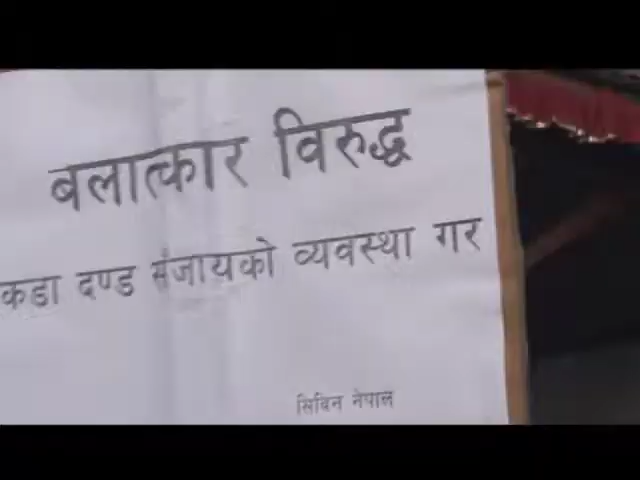 बलात्कार विरुद्ध
कडा दण्ड संजायको व्यवस्था गर
सिविन नेपाल